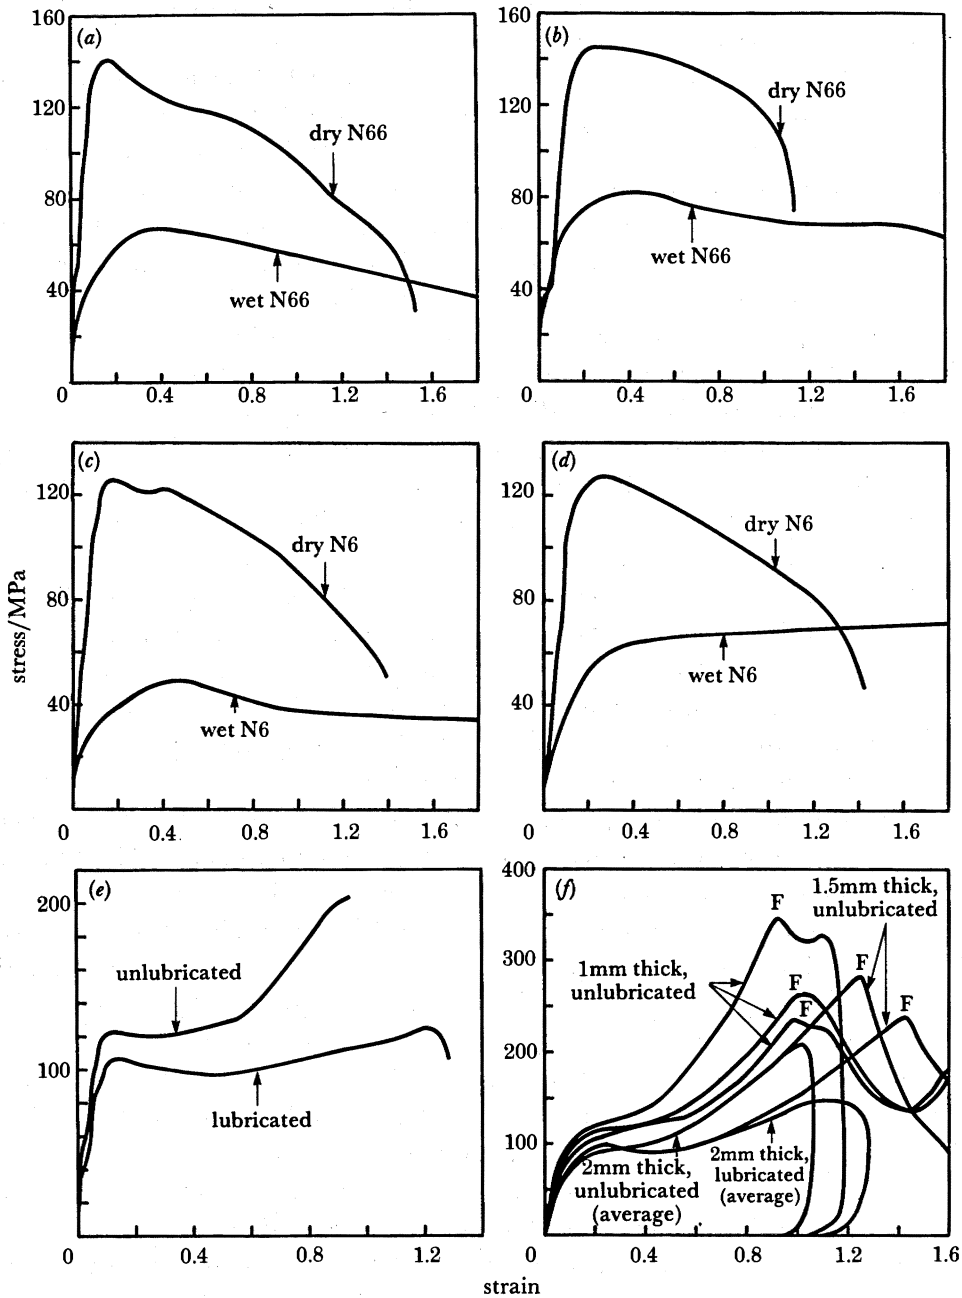 (a)
160
120
80
40
0
0.4
0.8
1.2
1.6
dry N66
wet N66
(b)
160
120
80
40
0
0.4
0.8
1.2
1.6
dry N66
wet N66
(c)
120
80
40
0
0.4
0.8
1.2
1.6
dry N6
wet N6
stress/MPa
(d)
120
80
40
0
0.4
0.8
1.2
1.6
dry N6
wet N6
(e)
200
100
0
0.4
0.8
1.2
unlubricated
lubricated
(f)
400
300
200
100
0
0.4
0.8
1.2
1.6
1.5mm thick,
unlubricated
F
F
F
F
F
1mm thick,
unlubricated
2mm thick,
unlubricated
(average)
2mm thick,
lubricated
(average)
strain